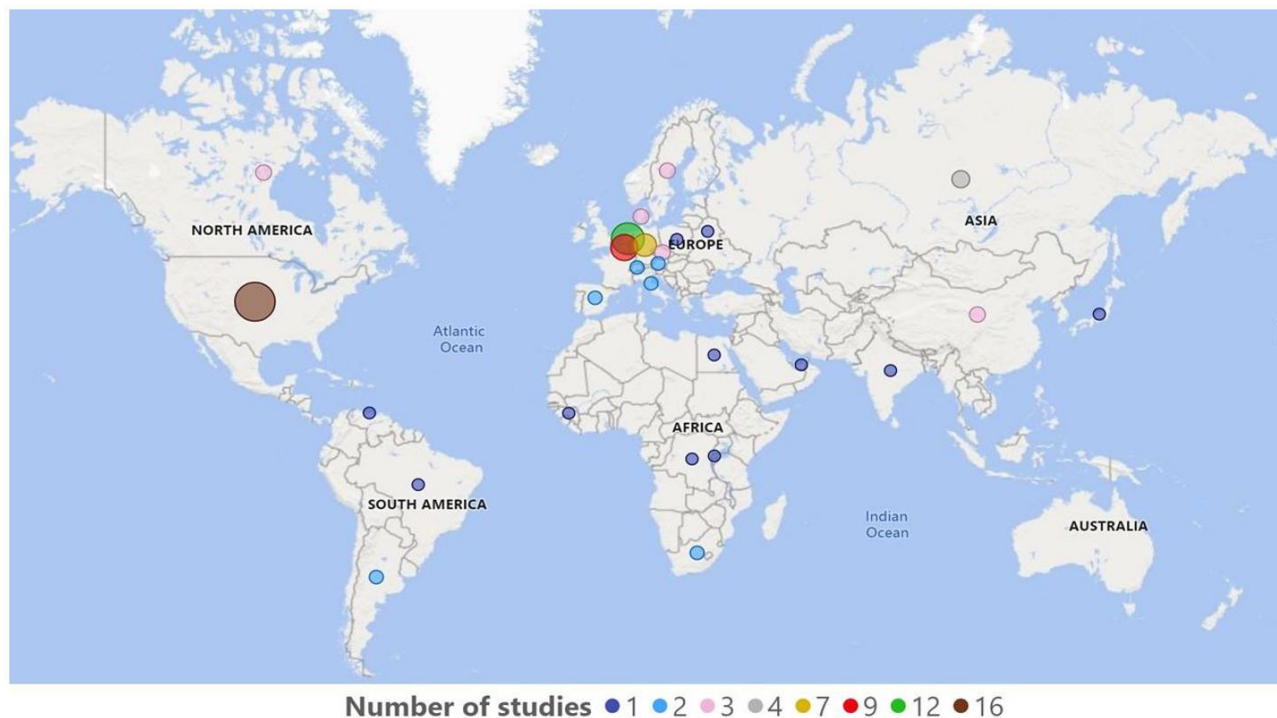 NORTH AMERICA
ASIA
EUROPE
Atlantic
Ocean
AFRICA
SOUTH AMERICA
Indian
Ocean
AUSTRALIA
Number of studies 1 2 3 4 7 9 12 16